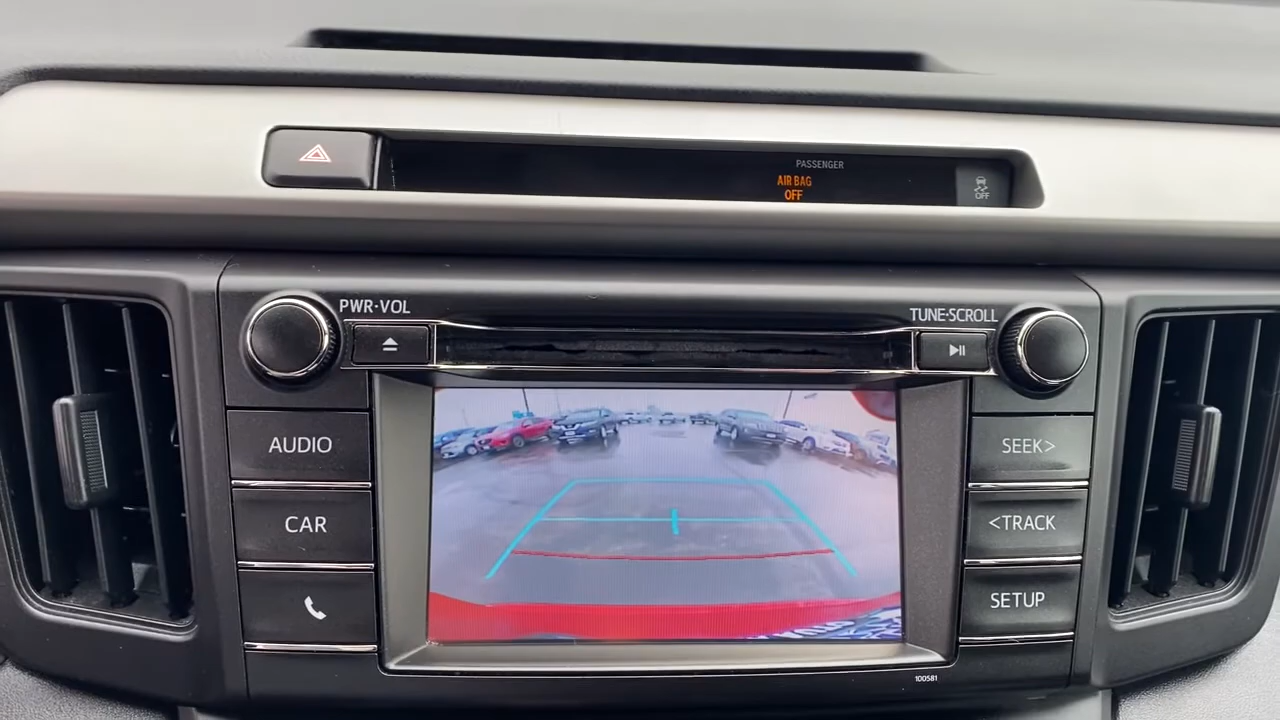 PASSENGER
AIR BAG
OFF
OFF
PWR·VOL
TUNE·SCROLL
AUDIO
SEEK>
CAR
<TRACK
SETUP
100581